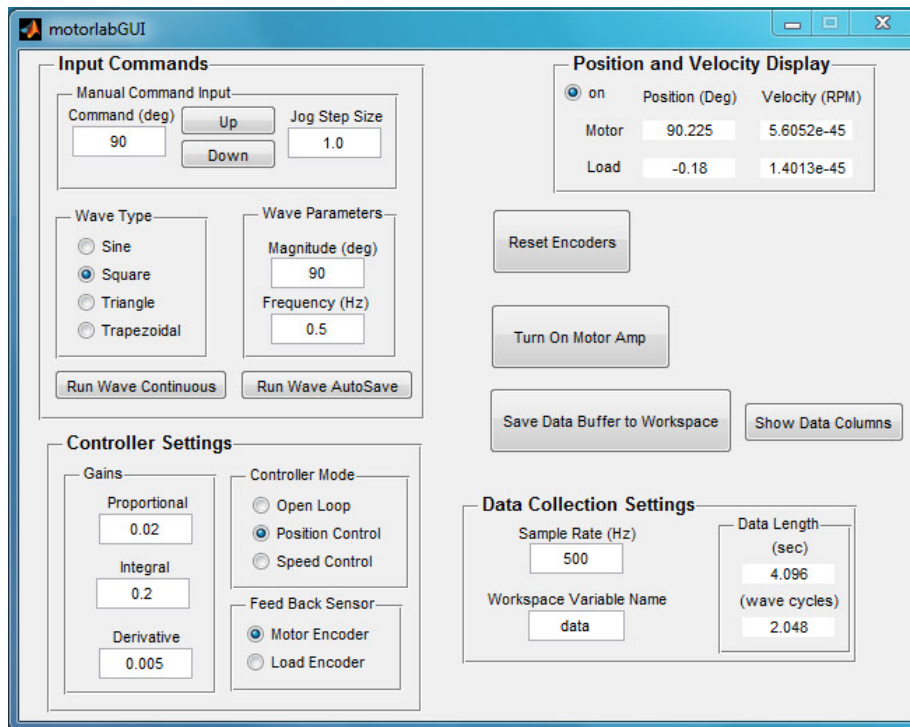 motorlabGUI
Input Commands
Manual Command Input
Command (deg)
90
Up
Down
Jog Step Size
1.0
Wave Type
Sine
Square
Triangle
Trapezoidal
Wave Parameters
Magnitude (deg)
90
Frequency (Hz)
0.5
Run Wave Continuous
Run Wave AutoSave
Position and Velocity Display
on Position (Deg) Velocity (RPM)
Motor 90.225 5.6052e-45
Load -0.18 1.4013e-45
Reset Encoders
Turn On Motor Amp
Save Data Buffer to Workspace
Show Data Columns
Controller Settings
Gains
Proportional
0.02
Integral
0.2
Derivative
0.005
Controller Mode
Open Loop
Position Control
Speed Control
Feed Back Sensor
Motor Encoder
Load Encoder
Data Collection Settings
Sample Rate (Hz)
500
Workspace Variable Name
data
Data Length
(sec)
4.096
(wave cycles)
2.048